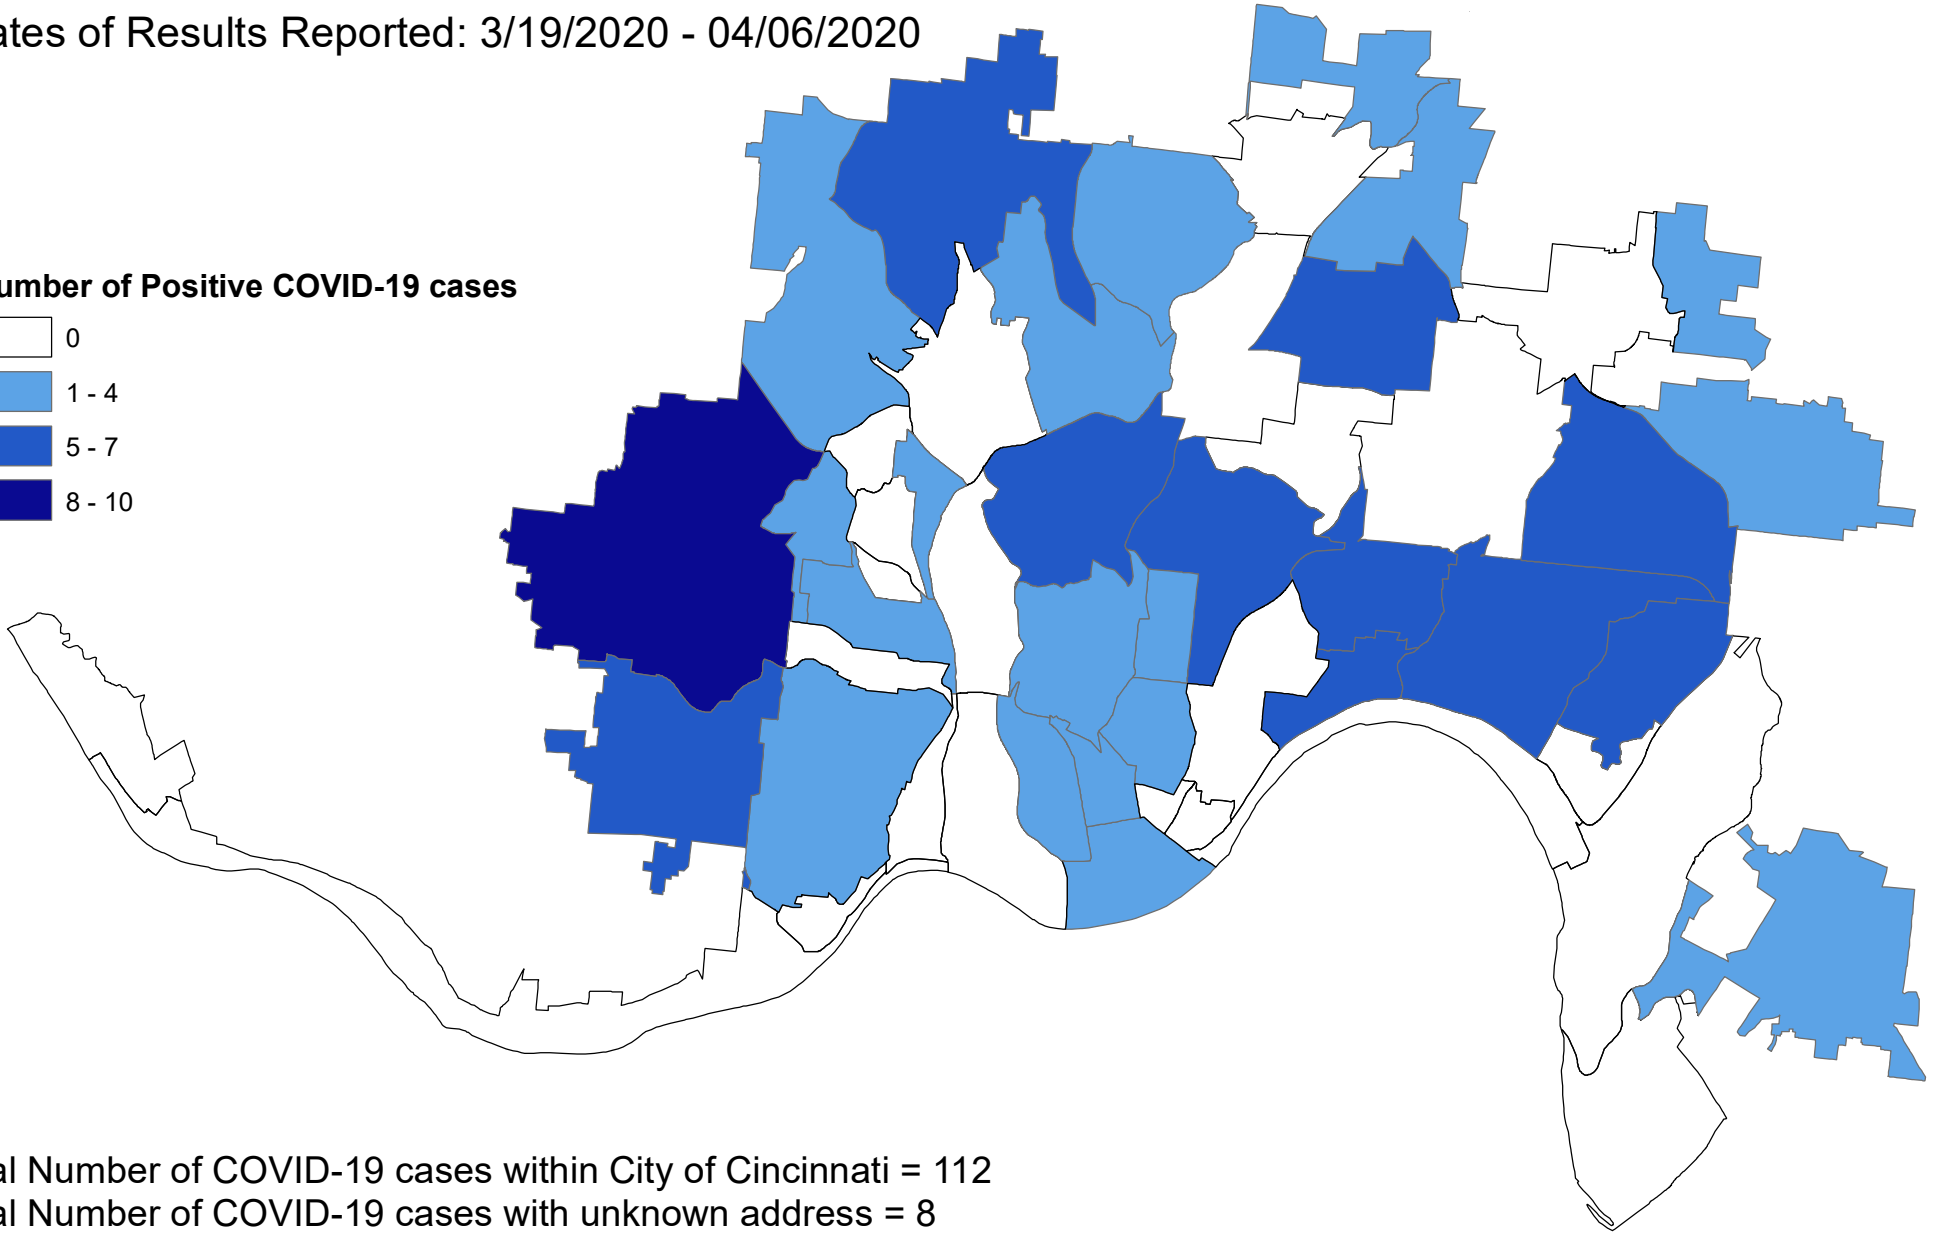 ates of Results Reported: 3/19/2020 - 04/06/2020
umber of Positive COVID-19 cases
0
1 - 4
5 - 7
8 - 10
al Number of COVID-19 cases within City of Cincinnati = 112
al Number of COVID-19 cases with unknown address = 8